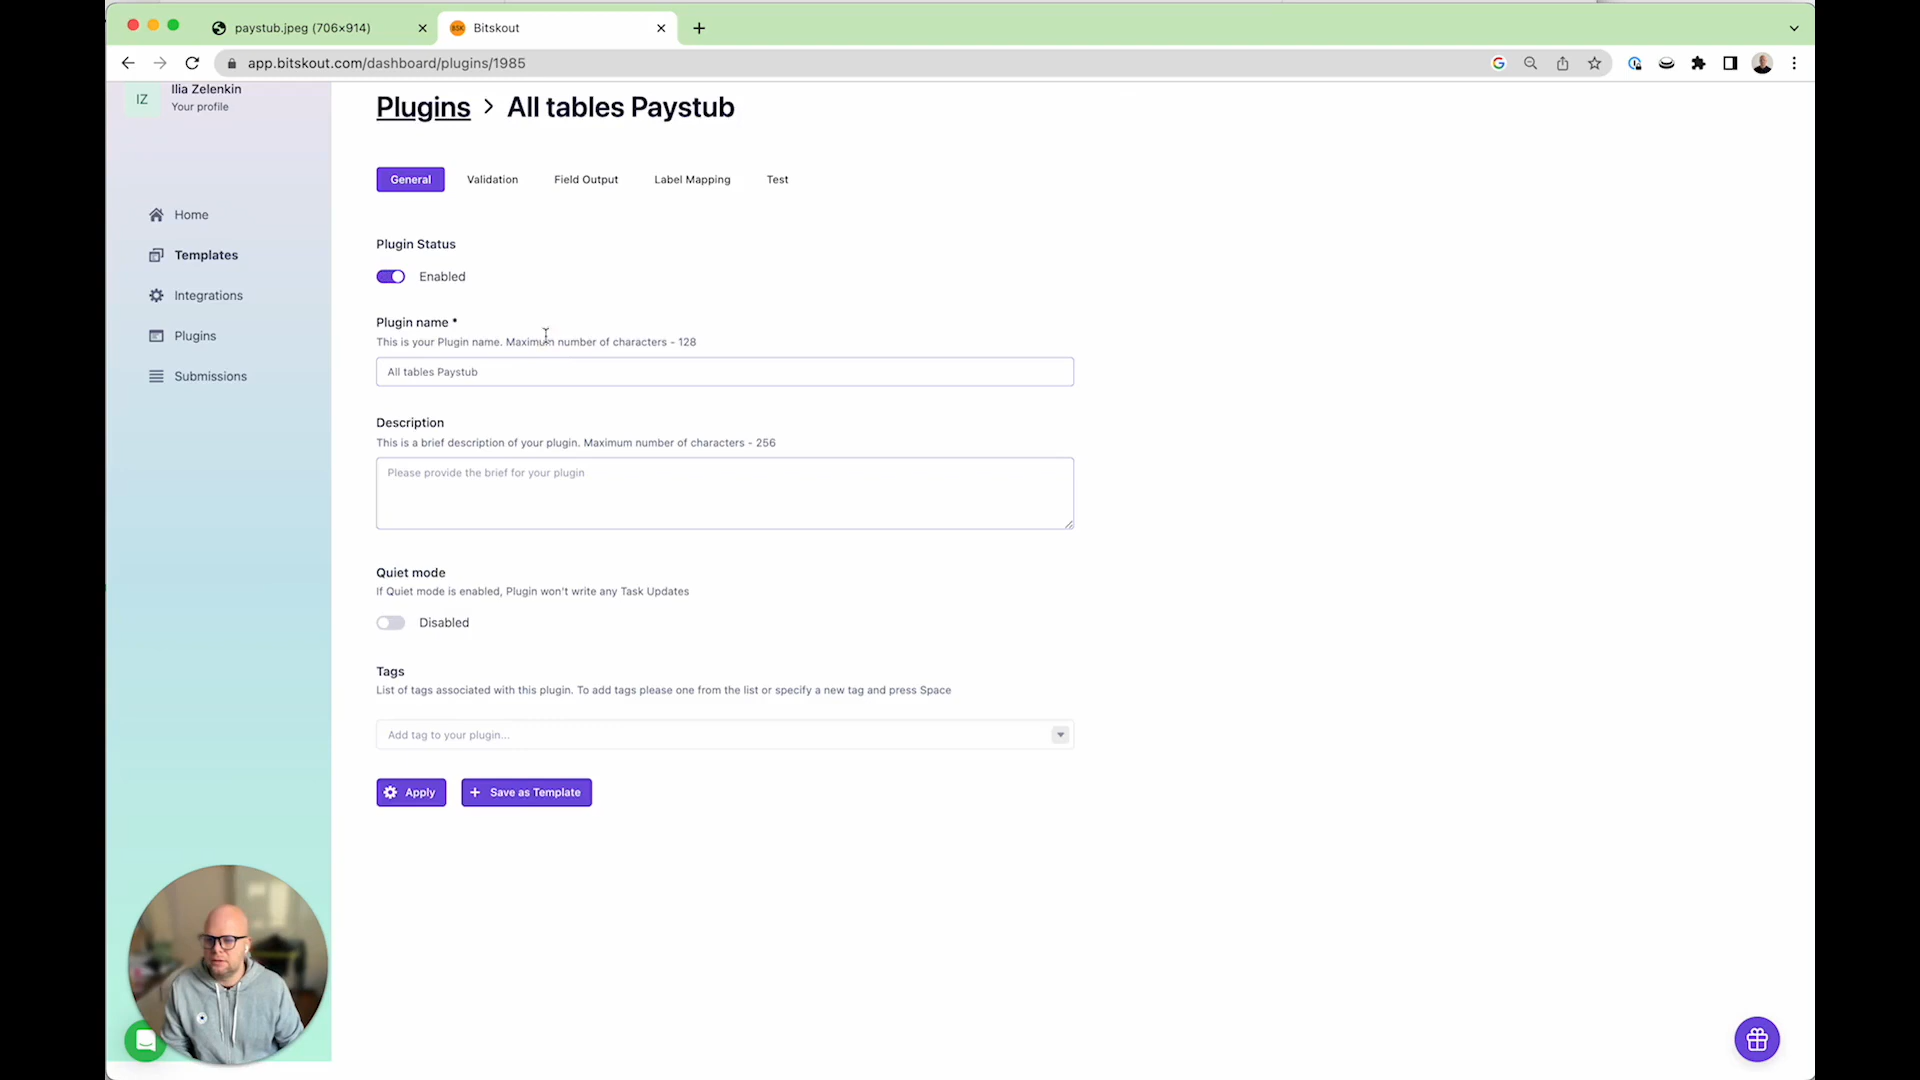 paystub.jpeg (706×914)
Bitskout
app.bitskout.com/dashboard/plugins/1985
IZ
Ilia Zelenkin
Your profile
Home
Templates
Integrations
Plugins
Submissions
Plugins > All tables Paystub
General
Validation
Field Output
Label Mapping
Test
Plugin Status
Enabled
Plugin name *
This is your Plugin name. Maximum number of characters - 128
All tables Paystub
Description
This is a brief description of your plugin. Maximum number of characters - 256
Please provide the brief for your plugin
Quiet mode
If Quiet mode is enabled, Plugin won't write any Task Updates
Disabled
Tags
List of tags associated with this plugin. To add tags please one from the list or specify a new tag and press Space
Add tag to your plugin...
Apply
+ Save as Template